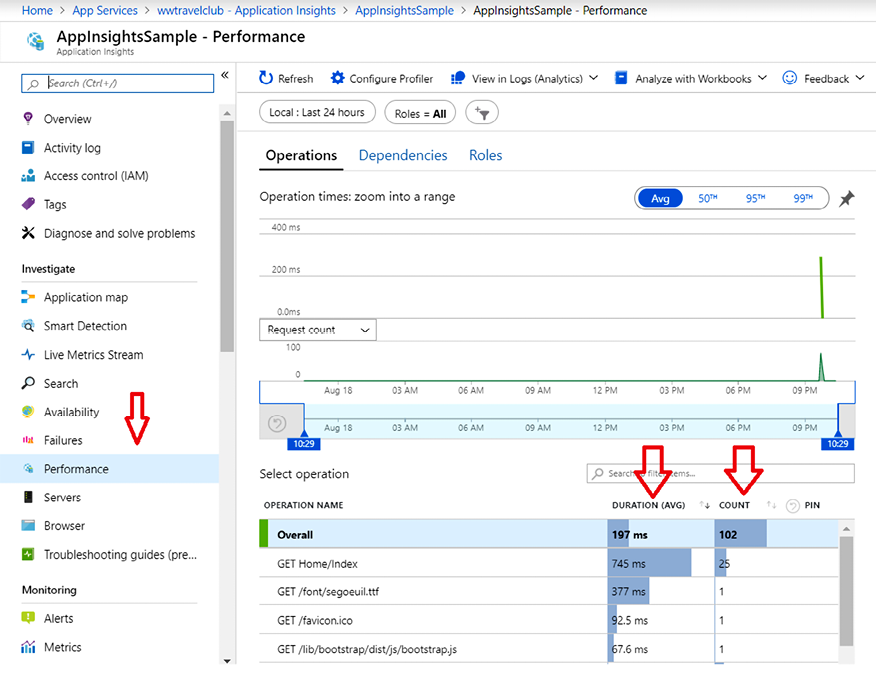 Home > App Services > wwtravelclub - Application Insights > AppInsightsSample > AppInsightsSample - Performance
AppInsightsSample - Performance
Application Insights
Search (Ctrl+/)
«
Overview
Activity log
Access control (IAM)
Tags
Diagnose and solve problems
Investigate
Application map
Smart Detection
Live Metrics Stream
Search
Availability
Failures
Performance
Servers
Browser
Troubleshooting guides (pre...
Monitoring
Alerts
Metrics
Refresh Configure Profiler View in Logs (Analytics) Analyze with Workbooks Feedback
Local : Last 24 hours Roles = All
Operations Dependencies Roles
Operation times: zoom into a range
Avg 50TH 95TH 99TH
400 ms
200 ms
0.0ms
Request count
100
0
Aug 18 03 AM 06 AM 09 AM 12 PM 03 PM 06 PM 09 PM
Aug 18 03 AM 06 AM 09 AM 12 PM 03 PM 06 PM 09 PM
10:29 10:29
Select operation
Search to filter items...
OPERATION NAME DURATION (AVG) COUNT PIN
Overall 197 ms 102
GET Home/Index 745 ms 25
GET /font/segoeuil.ttf 377 ms 1
GET /favicon.ico 92.5 ms 1
GET /lib/bootstrap/dist/js/bootstrap.js 67.6 ms 1